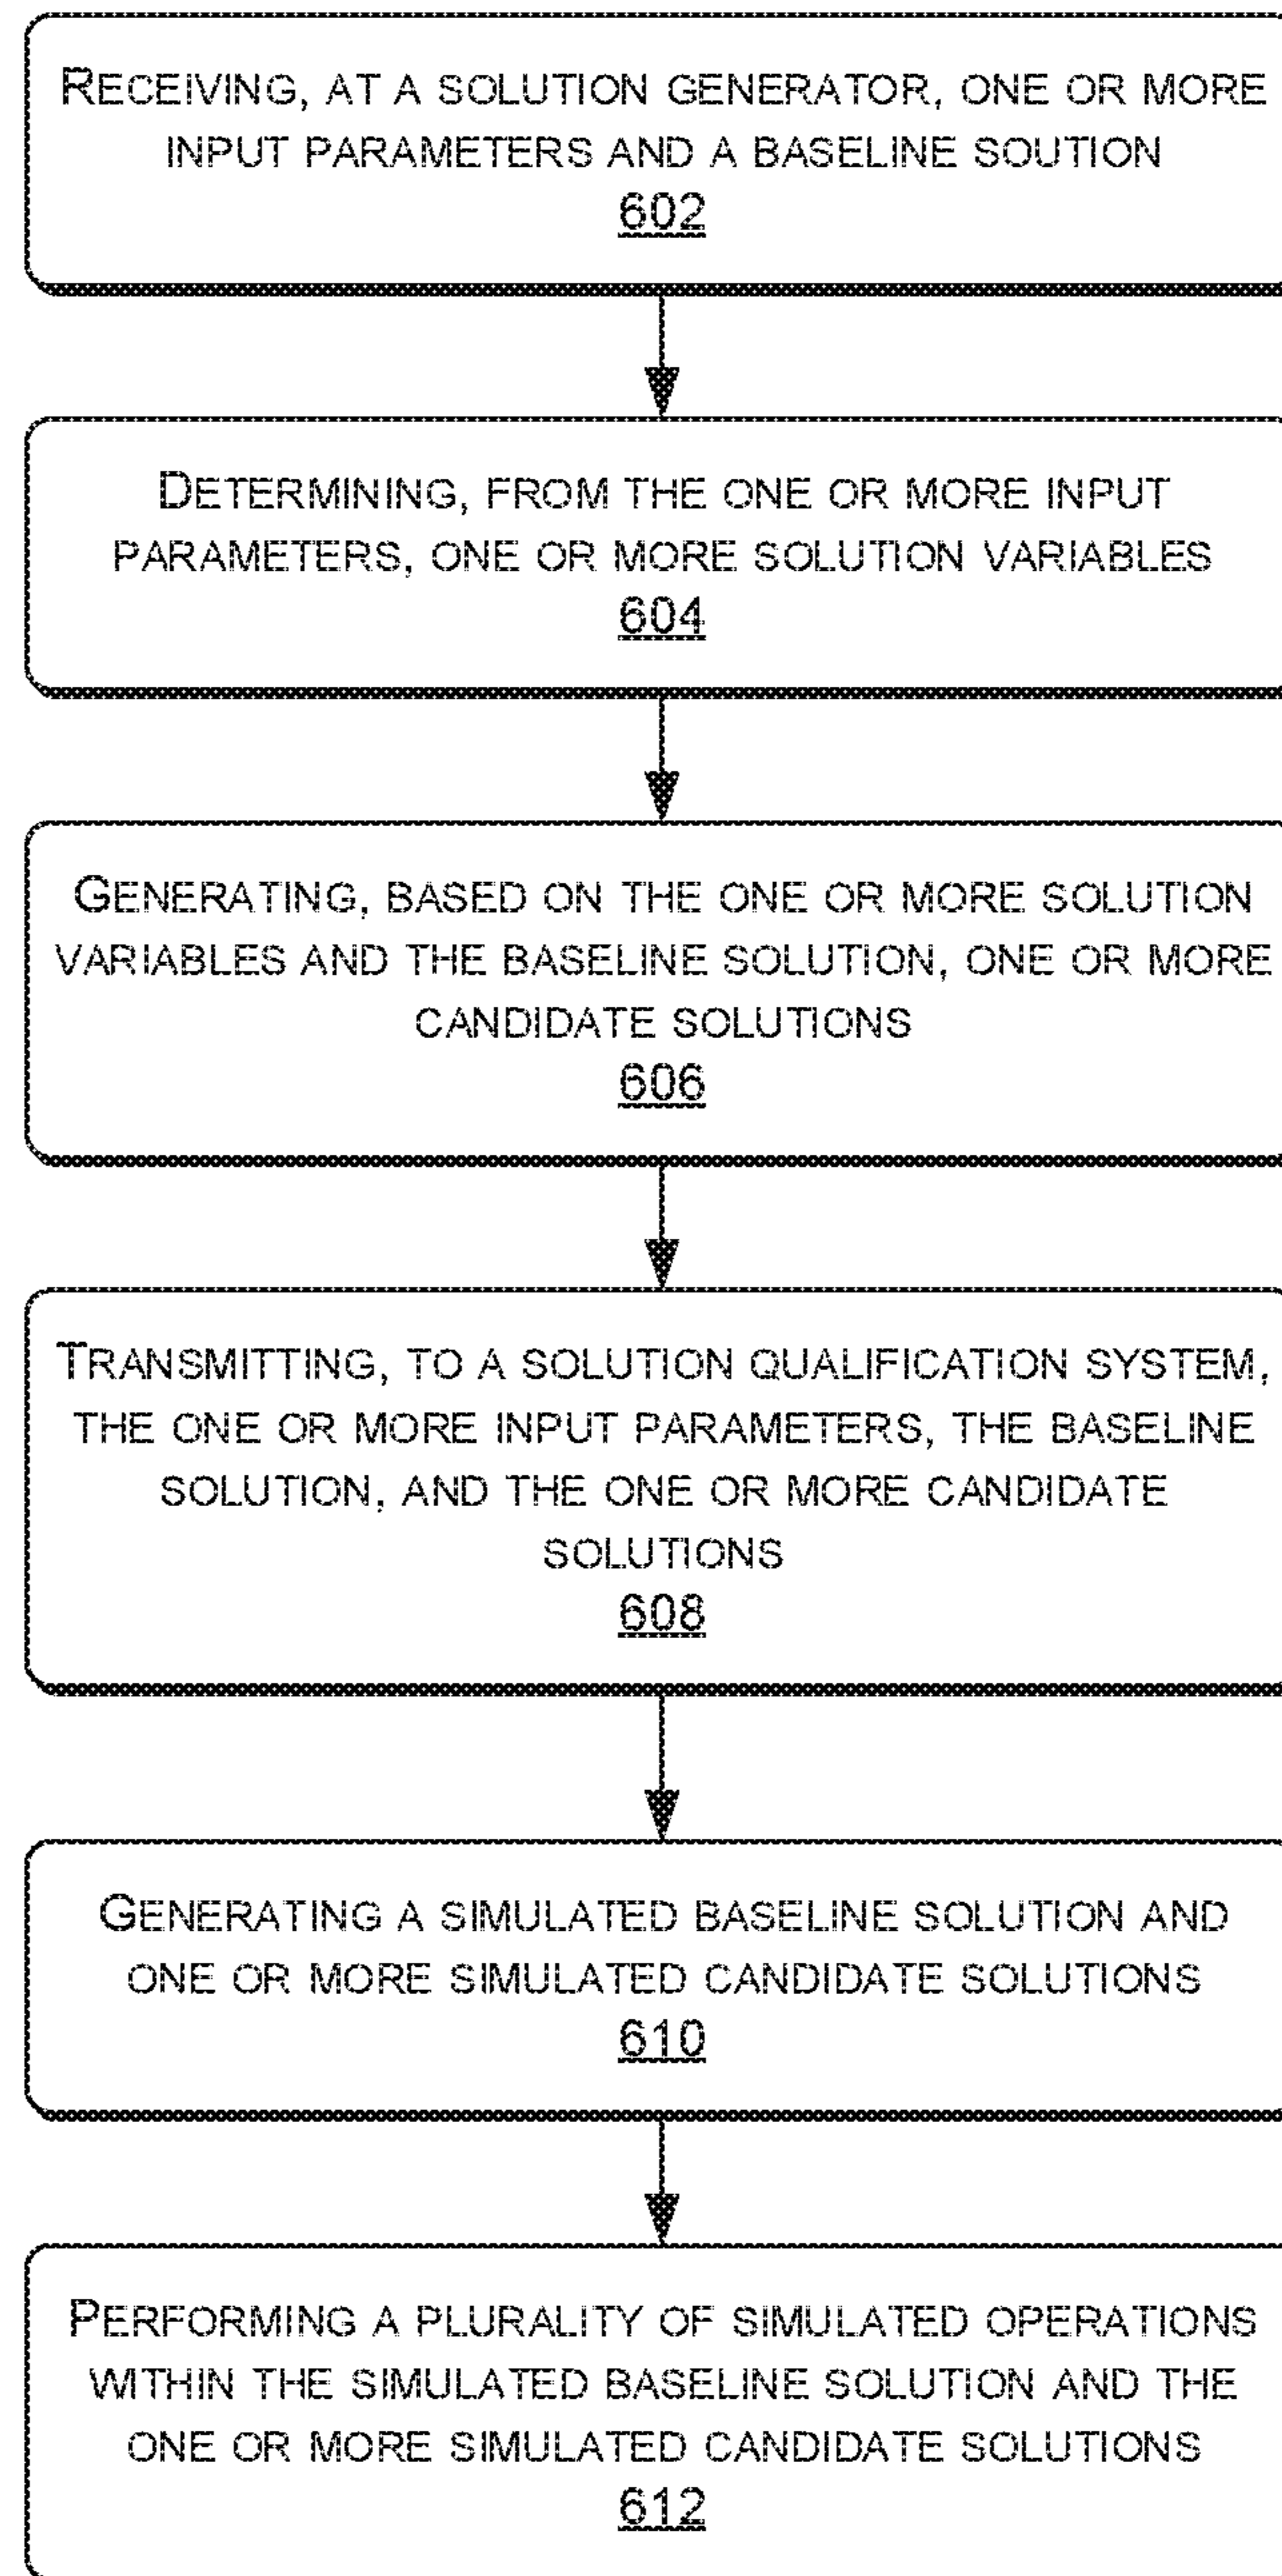 RECEIVING, AT A SOLUTION GENERATOR, ONE OR MORE
INPUT PARAMETERS AND A BASELINE SOUTION
602
DETERMINING, FROM THE ONE OR MORE INPUT
PARAMETERS, ONE OR MORE SOLUTION VARIABLES
604
GENERATING, BASED ON THE ONE OR MORE SOLUTION
VARIABLES AND THE BASELINE SOLUTION, ONE OR MORE
CANDIDATE SOLUTIONS
606
TRANSMITTING, TO A SOLUTION QUALIFICATION SYSTEM,
THE ONE OR MORE INPUT PARAMETERS, THE BASELINE
SOLUTION, AND THE ONE OR MORE CANDIDATE
SOLUTIONS
608
GENERATING A SIMULATED BASELINE SOLUTION AND
ONE OR MORE SIMULATED CANDIDATE SOLUTIONS
610
PERFORMING A PLURALITY OF SIMULATED OPERATIONS
WITHIN THE SIMULATED BASELINE SOLUTION AND THE
ONE OR MORE SIMULATED CANDIDATE SOLUTIONS
612